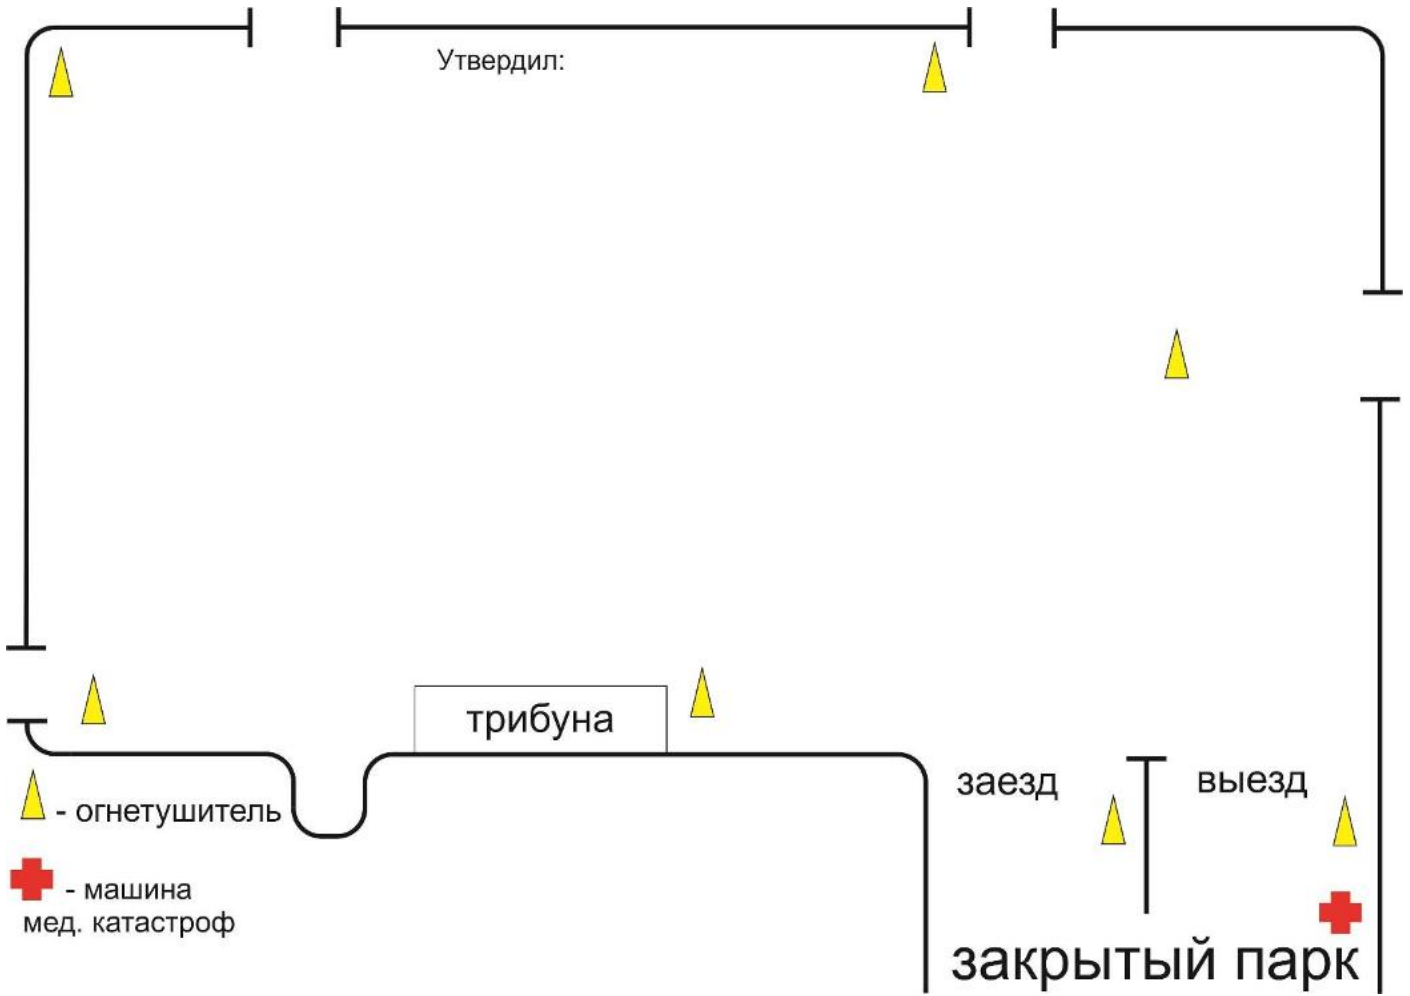 Утвердил:
трибуна
заезд
выезд
- огнетушитель
- машина
мед. катастроф
закрытый парк